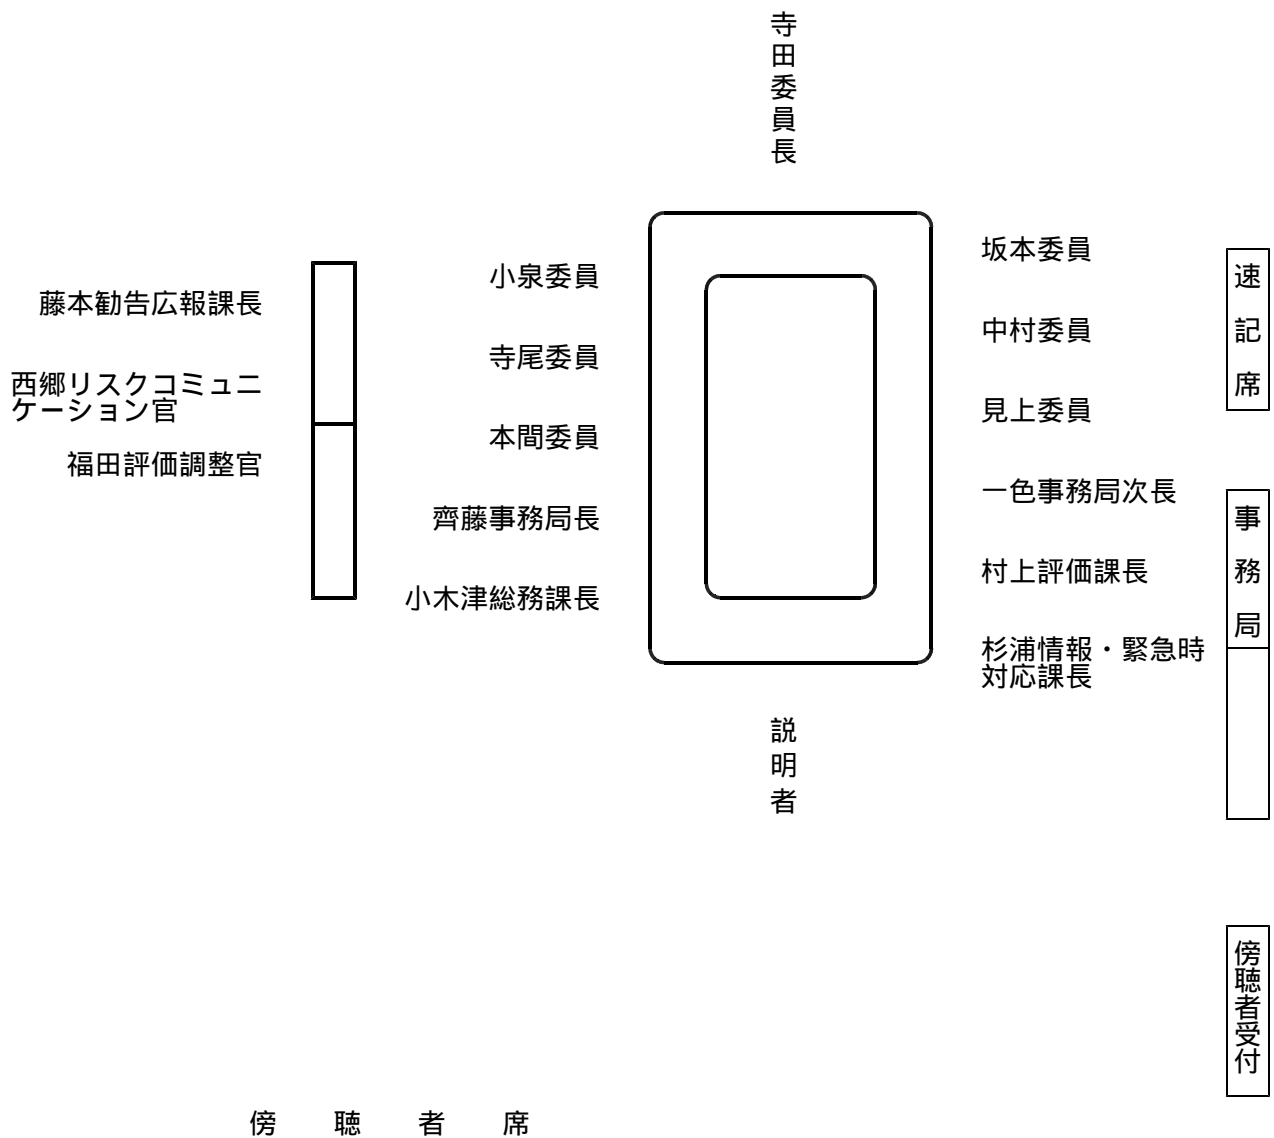 寺田委員長
坂本委員
小泉委員
速記席
藤本勧告広報課長
中村委員
寺尾委員
西郷リスクコミュニ
ケーション官
見上委員
本間委員
福田評価調整官
一色事務局次長
齊藤事務局長
事務局
村上評価課長
小木津総務課長
杉浦情報・緊急時
対応課長
説明者
傍聴者受付
傍聴者席